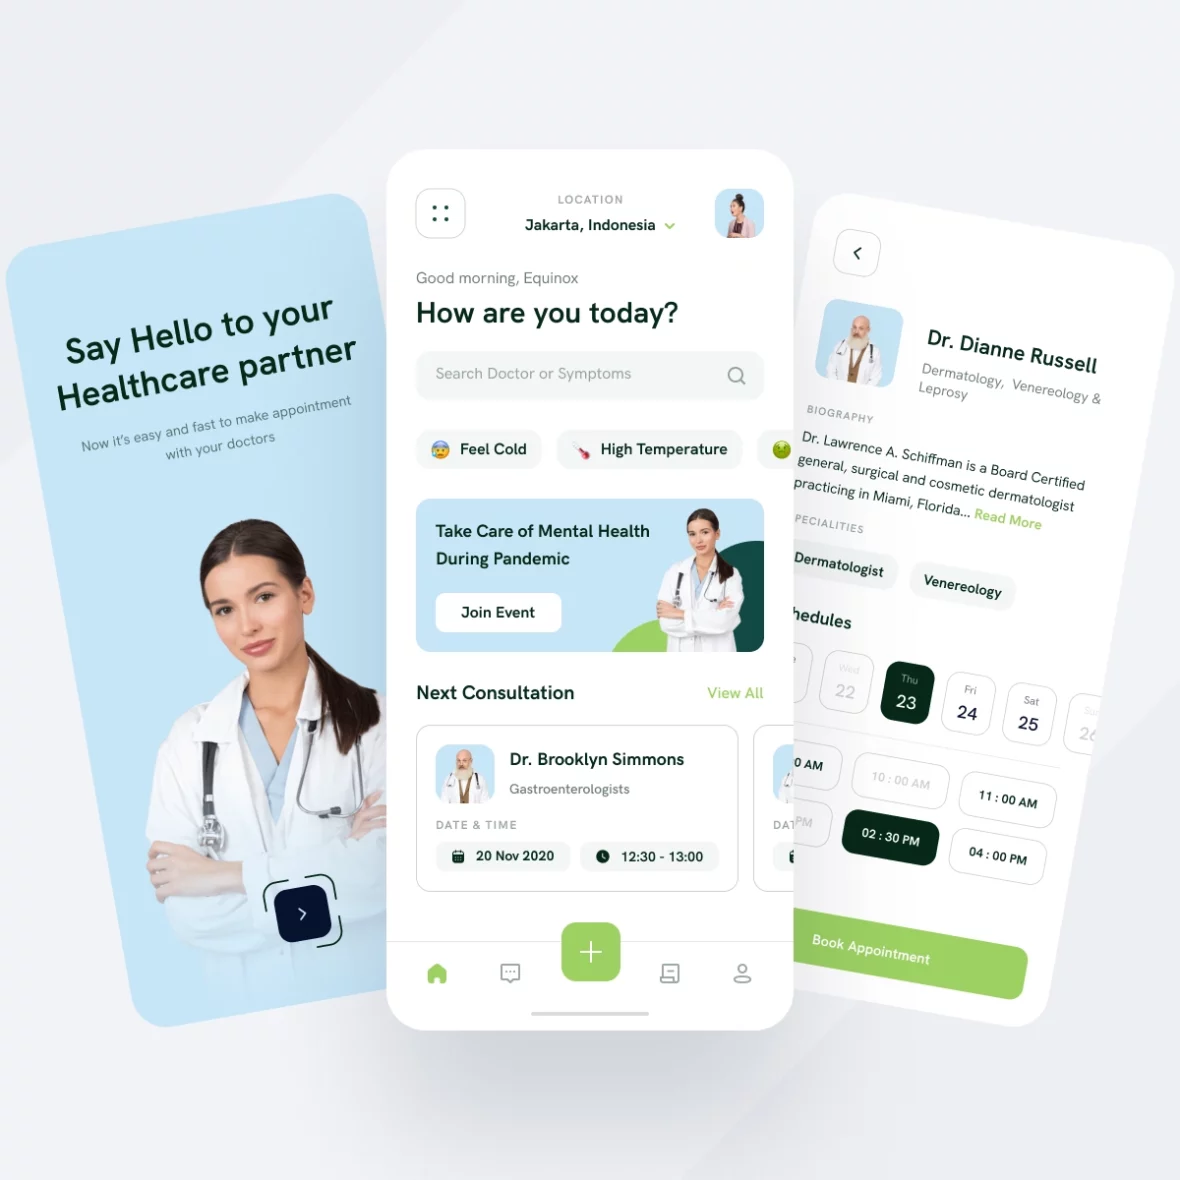 Say Hello to your
Healthcare partner
Now it's easy and fast to make appointment
with your doctors
LOCATION
Jakarta, Indonesia
Good morning, Equinox
How are you today?
Search Doctor or Symptoms
Feel Cold
High Temperature
Take Care of Mental Health
During Pandemic
Join Event
Next Consultation
View All
Dr. Brooklyn Simmons
Gastroenterologists
DATE & TIME
20 Nov 2020
12:30 - 13:00
DAT
Dr. Dianne Russell
Dermatology, Venereology &
Leprosy
BIOGRAPHY
Dr. Lawrence A. Schiffman is a Board Certified
general, surgical and cosmetic dermatologist
practicing in Miami, Florida... Read More
PECIALITIES
Dermatologist
Venereology
hedules
Wed
22
Thu
23
Fri
24
Sat
25
Sun
26
0 AM
10 : 00 AM
11 : 00 AM
PM
02 : 30 PM
04 : 00 PM
Book Appointment